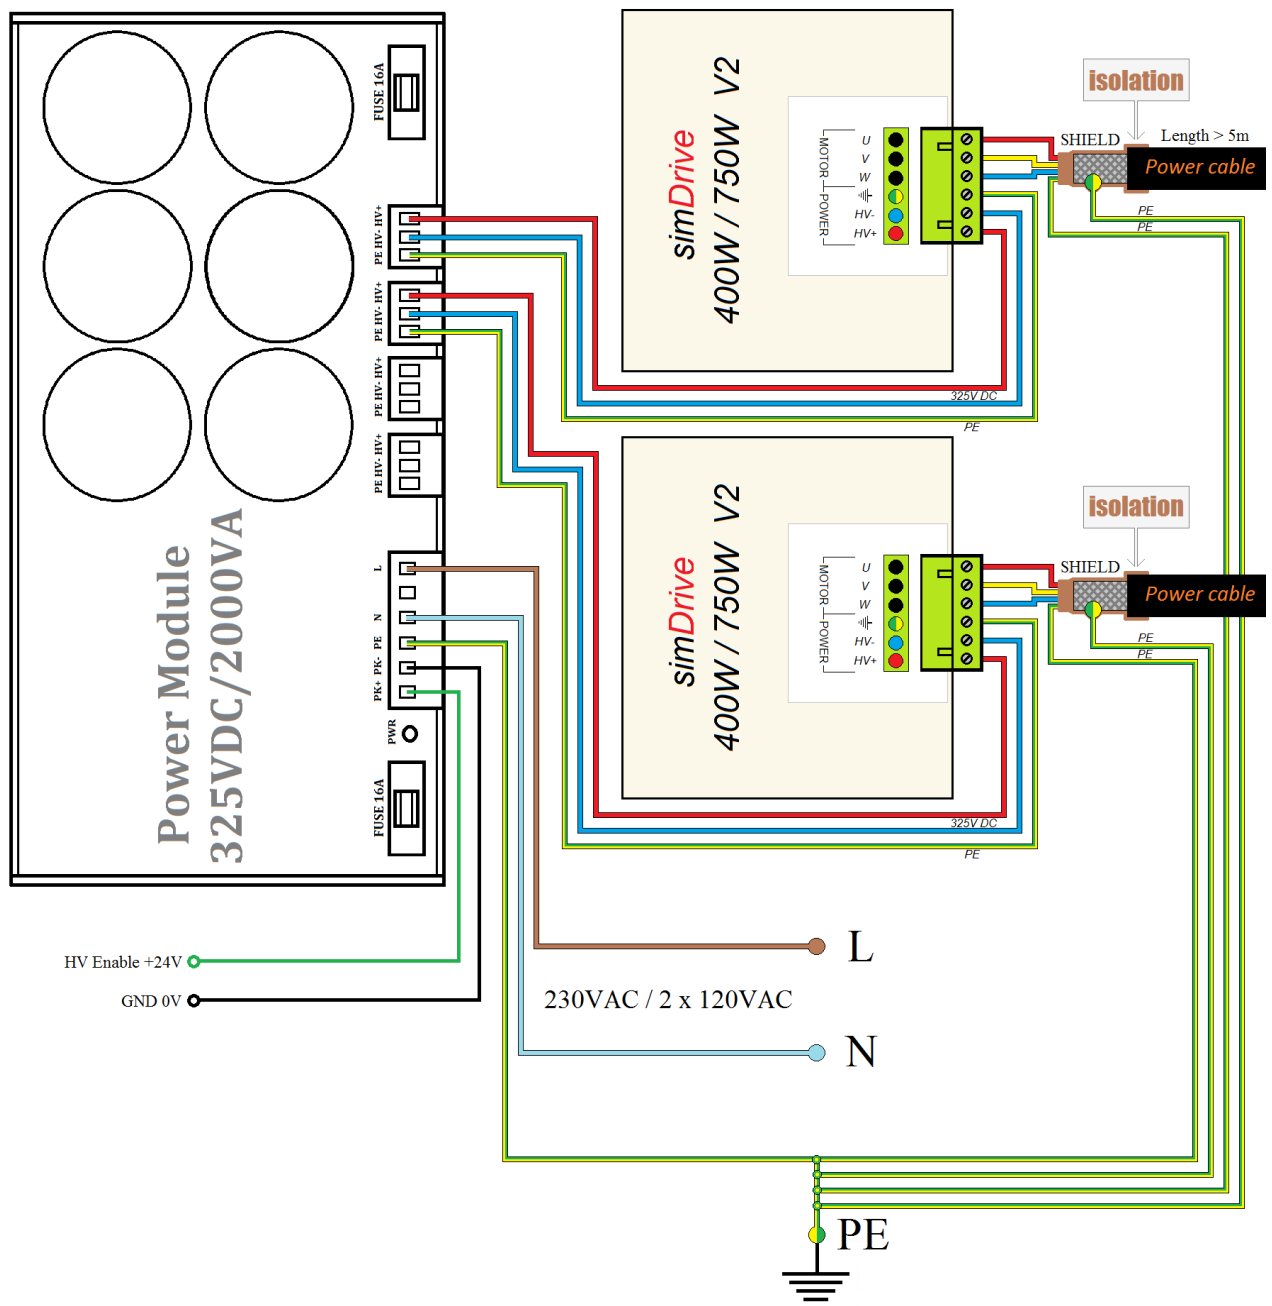 FUSE 16A
PE HV- HV+
PE HV- HV+
PE HV- HV+
PE HV- HV+
L
N
PE
PK-
PK+
PWR
FUSE 16A
Power Module
325VDC/2000VA
HV Enable +24V
GND 0V
simDrive
400W / 750W V2
MOTOR
POWER
U
V
W
HV-
HV+
325V DC
PE
isolation
SHIELD
Length > 5m
Power cable
PE
PE
simDrive
400W / 750W V2
MOTOR
POWER
U
V
W
HV-
HV+
325V DC
PE
isolation
SHIELD
Power cable
PE
PE
L
230VAC / 2 x 120VAC
N
PE